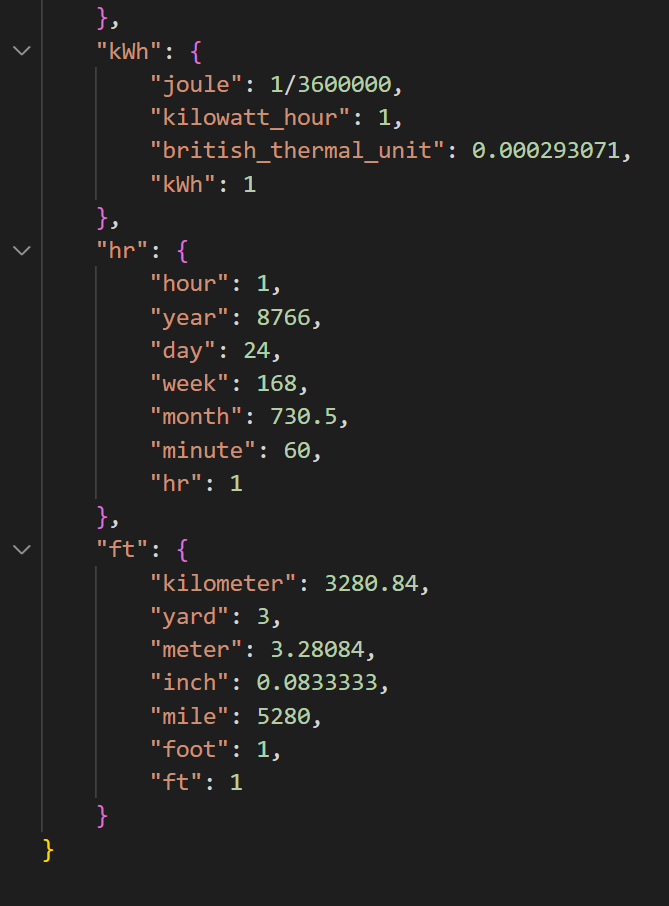 },
"kWh": {
"joule": 1/3600000,
"kilowatt_hour": 1,
"british_thermal_unit": 0.000293071,
"kWh": 1
},
"hr": {
"hour": 1,
"year": 8766,
"day": 24,
"week": 168,
"month": 730.5,
"minute": 60,
"hr": 1
},
"ft": {
"kilometer": 3280.84,
"yard": 3,
"meter": 3.28084,
"inch": 0.0833333,
"mile": 5280,
"foot": 1,
"ft": 1
}
}